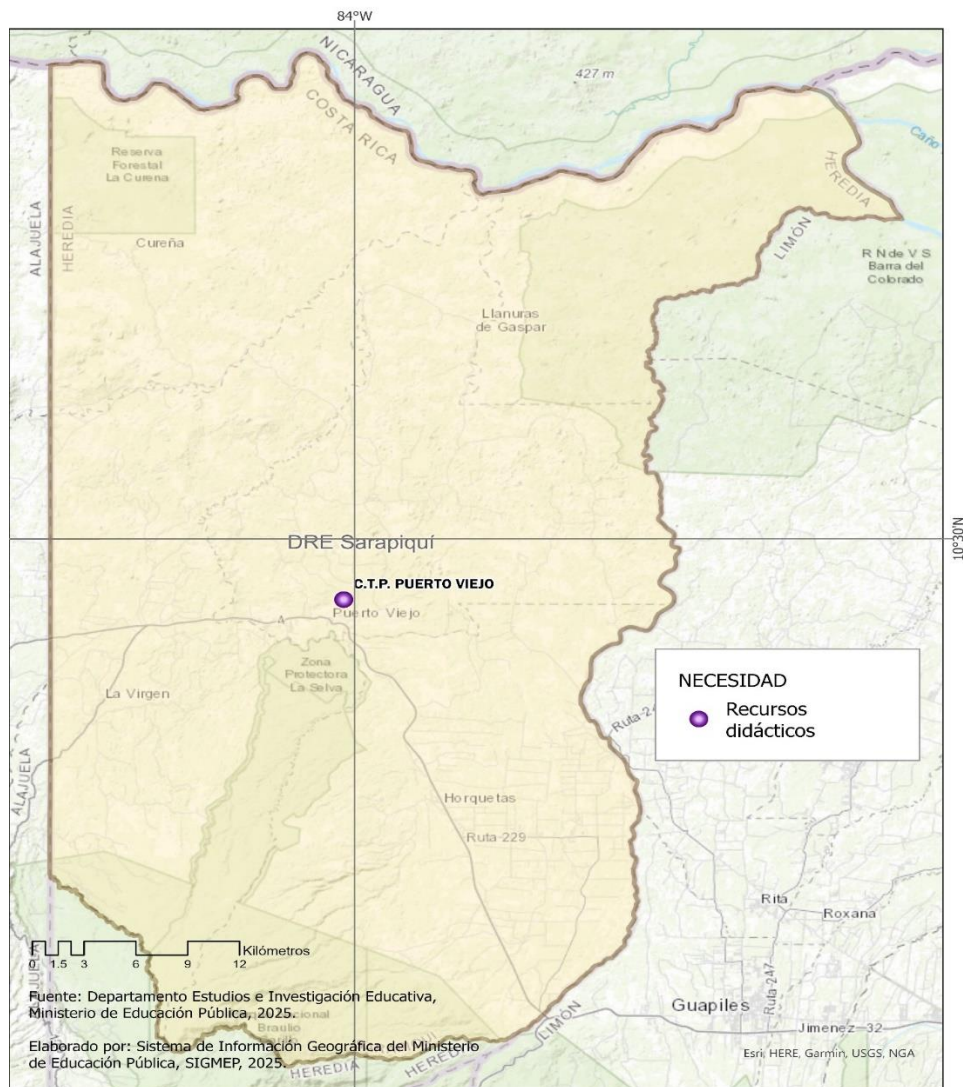 84°W
NICARAGUA
427 m
COSTA RICA
Caño
Reserva
Forestal
La Curena
HEREDIA
ALAJUELA
HEREDIA
LIMÓN
Cureña
R N de V S
Barra del
Colorado
Llanuras
de Gaspar
10°30'N
DRE Sarapiquí
C.T.P. PUERTO VIEJO
Puerto Viejo
Zona
Protectora
La Selva
NECESIDAD
Recursos
didácticos
La Virgen
ALAJUELA
Horquetas
Ruta-229
Rita
Roxana
Kilómetros
0 1.5 3 6 9 12
Ruta-247
Fuente: Departamento Estudios e Investigación Educativa,
Ministerio de Educación Pública, 2025.
Guapiles
Braulio
LIMÓN
Jimenez 32
Elaborado por: Sistema de Información Geográfica del Ministerio
de Educación Pública, SIGMEP, 2025.
HEREDIA
HEREDIA
Esri, HERE, Garmin, USGS, NGA